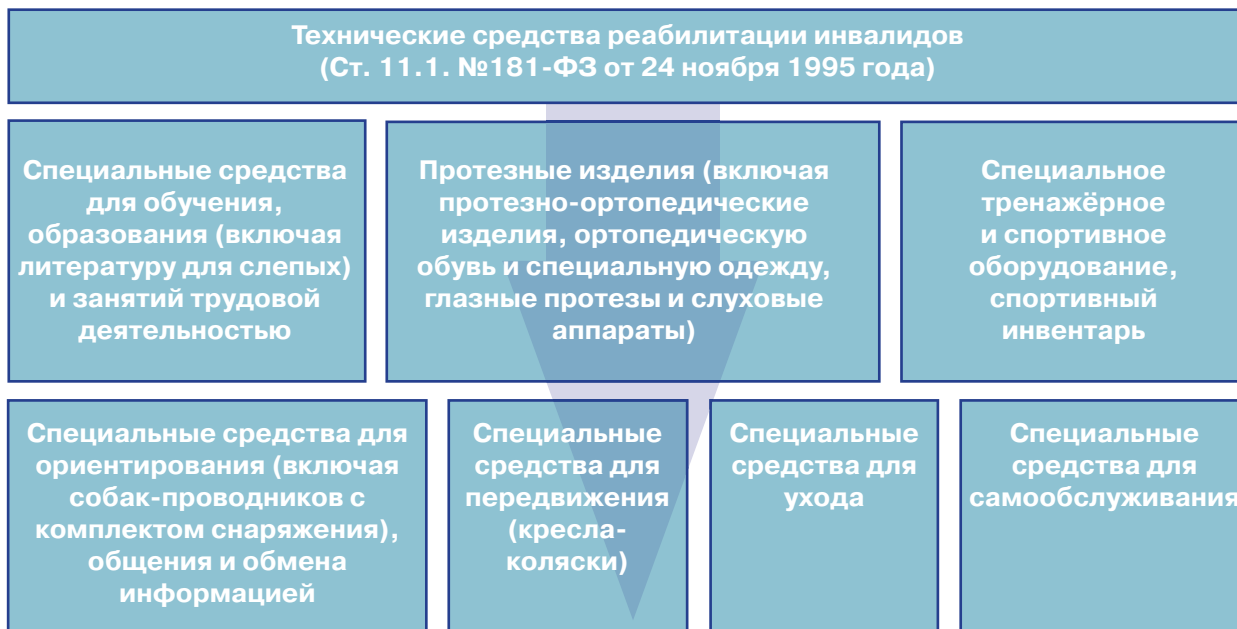 Технические средства реабилитации инвалидов
(Ст. 11.1. №181-ФЗ от 24 ноября 1995 года)
Специальные средства
для обучения,
образования (включая
литературу для слепых)
и занятий трудовой
деятельностью
Протезные изделия (включая
протезно-ортопедические
изделия, ортопедическую
обувь и специальную одежду,
глазные протезы и слуховые
аппараты)
Специальное
тренажёрное
и спортивное
оборудование,
спортивный
инвентарь
Специальные средства для
ориентирования (включая
собак-проводников с
комплектом снаряжения),
общения и обмена
информацией
Специальные
средства для
передвижения
(кресла-
коляски)
Специальные
средства для
ухода
Специальные
средства для
самообслуживания